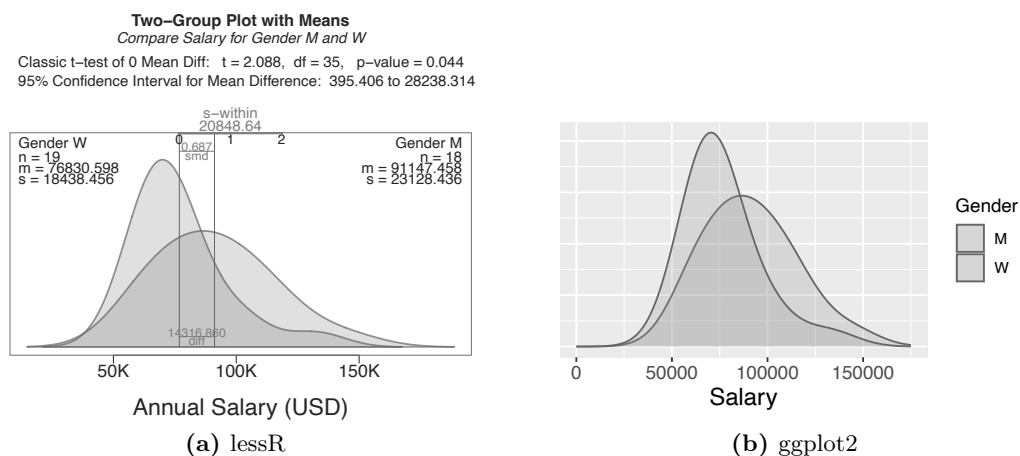 Two–Group Plot with Means
Compare Salary for Gender M and W
Classic t−test of 0 Mean Diff: t = 2.088, df = 35, p−value = 0.044
95% Confidence Interval for Mean Difference: 395.406 to 28238.314
s−within
20848.64
Gender W
n = 19
m = 76830.598
s = 18438.456
0 1 2
0.687
smd
Gender M
n = 18
m = 91147.458
s = 23128.436
14316.860
diff
50K 100K 150K
Annual Salary (USD)
(a) lessR
0 50000 100000 150000
Salary
Gender
M
W
(b) ggplot2